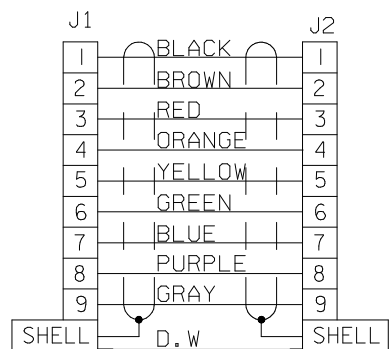 J1 J2
1 BLACK 1
2 BROWN 2
3 RED 3
4 ORANGE 4
5 YELLOW 5
6 GREEN 6
7 BLUE 7
8 PURPLE 8
9 GRAY 9
SHELL D.W SHELL